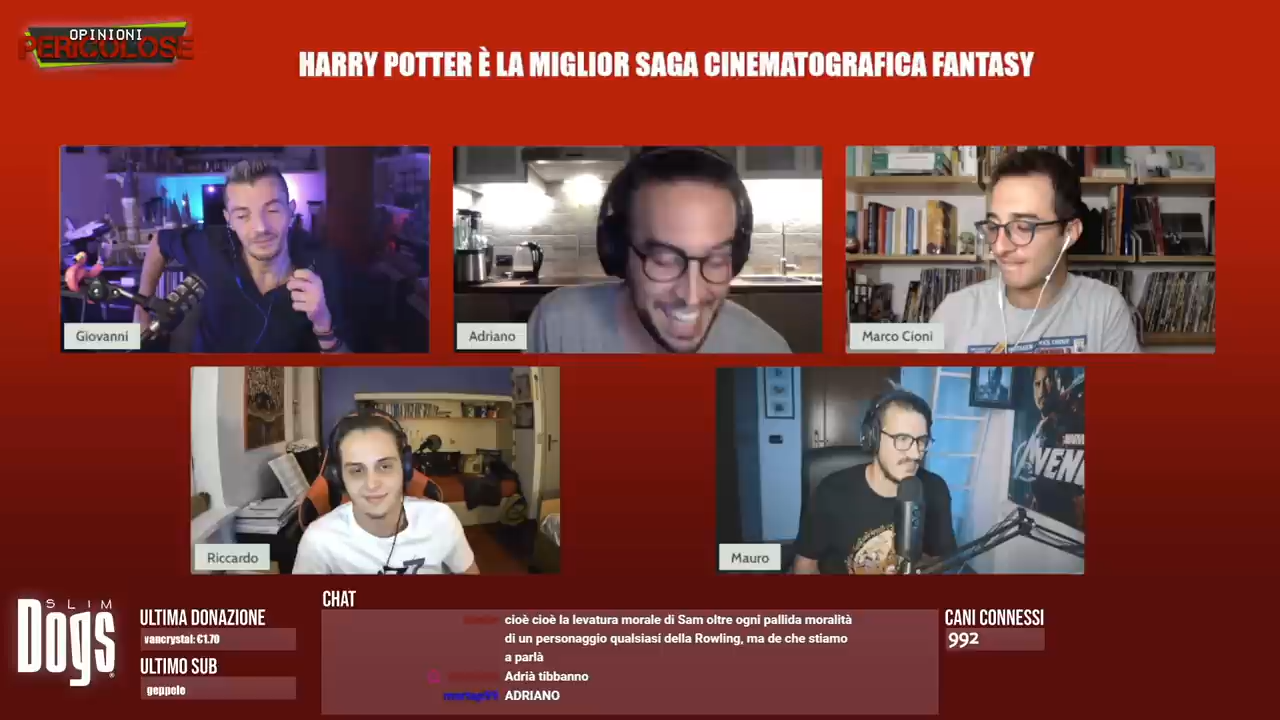 OPINIONI
PERICOLOSE
HARRY POTTER È LA MIGLIOR SAGA CINEMATOGRAFICA FANTASY
Giovanni
Adriano
Marco Cioni
Riccardo
Mauro
SLIM
Dogs
ULTIMA DONAZIONE
vancrystal: €1.70
ULTIMO SUB
geppolo
CHAT
cioè cioè la levatura morale di Sam oltre ogni pallida moralità
di un personaggio qualsiasi della Rowling, ma de che stiamo
a parlà
Adrià tibbanno
ADRIANO
CANI CONNESSI
992